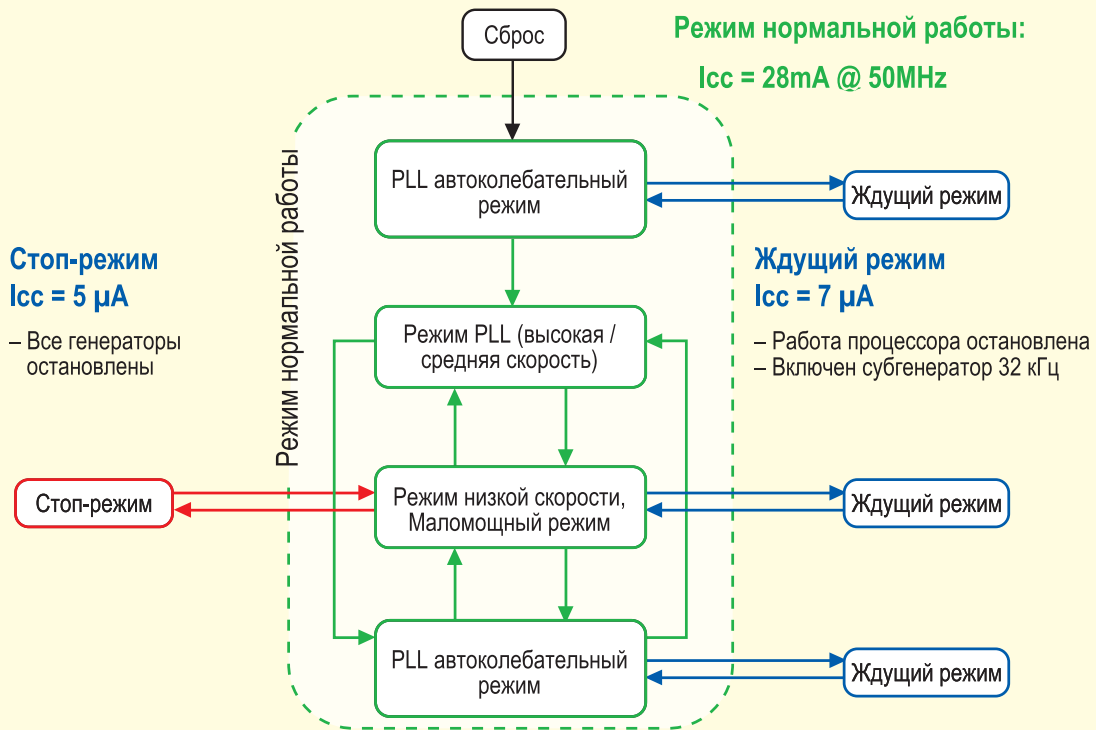 Сброс
Режим нормальной работы:
Icc = 28mA @ 50MHz
Режим нормальной работы
PLL автоколебательный
режим
Ждущий режим
Стоп-режим
Icc = 5 µA
– Все генераторы
остановлены
Ждущий режим
Icc = 7 µA
– Работа процессора остановлена
– Включен субгенератор 32 кГц
Режим PLL (высокая /
средняя скорость)
Стоп-режим
Режим низкой скорости,
Маломощный режим
Ждущий режим
PLL автоколебательный
режим
Ждущий режим